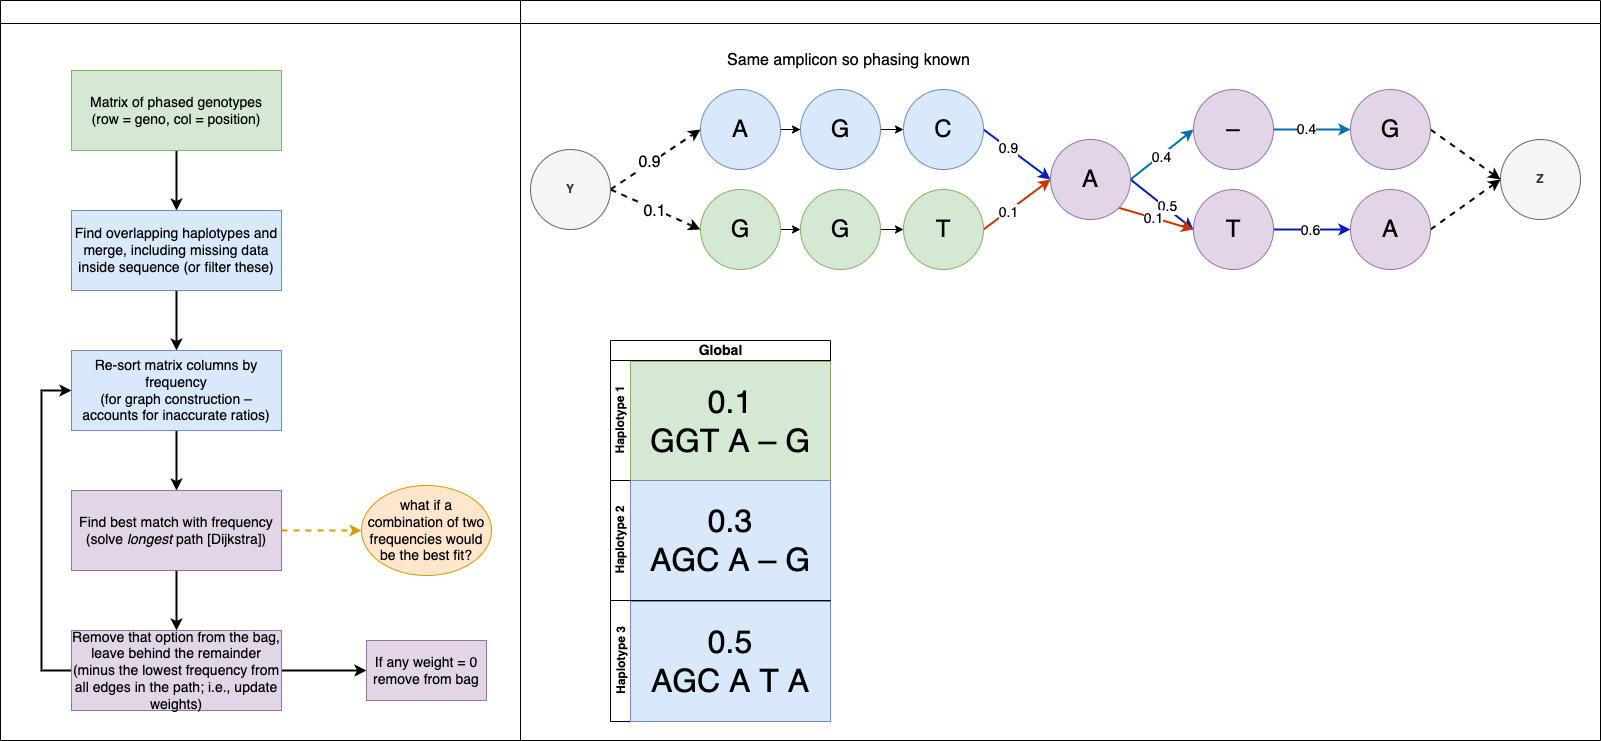 Matrix of phased genotypes
(row = geno, col = position)
Find overlapping haplotypes and
merge, including missing data
inside sequence (or filter these)
Re-sort matrix columns by
frequency
(for graph construction –
accounts for inaccurate ratios)
Find best match with frequency
(solve longest path [Dijkstra])
what if a
combination of two
frequencies would
be the best fit?
Remove that option from the bag,
leave behind the remainder
(minus the lowest frequency from
all edges in the path; i.e., update
weights)
If any weight = 0
remove from bag
Same amplicon so phasing known
Y
0.9
0.1
A
G
C
G
G
T
0.9
0.1
A
0.4
0.5
0.1
–
0.4
G
T
0.6
A
Z
Global
Haplotype 1
0.1
GGT A – G
Haplotype 2
0.3
AGC A – G
Haplotype 3
0.5
AGC A T A